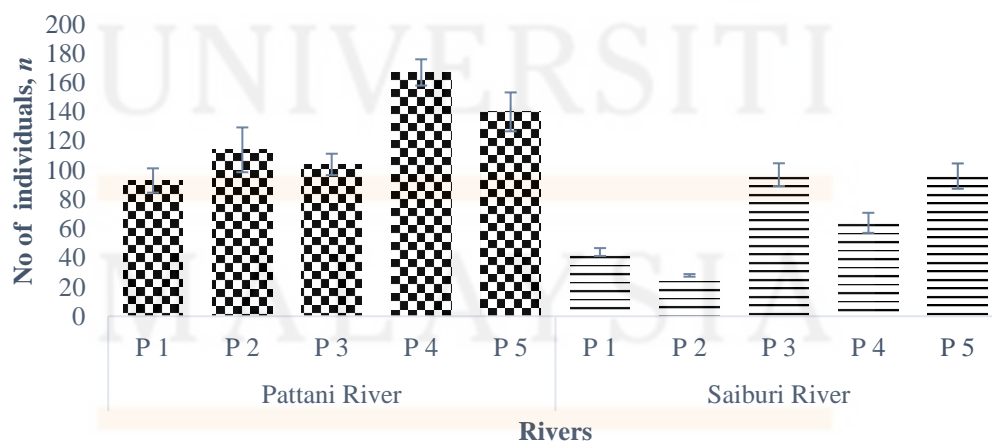 UNIVERSITI
MALAYSIA
No of individuals, n
200
180
160
140
120
100
80
60
40
20
0
P 1 P 2 P 3 P 4 P 5 P 1 P 2 P 3 P 4 P 5
Pattani River Saiburi River
Rivers